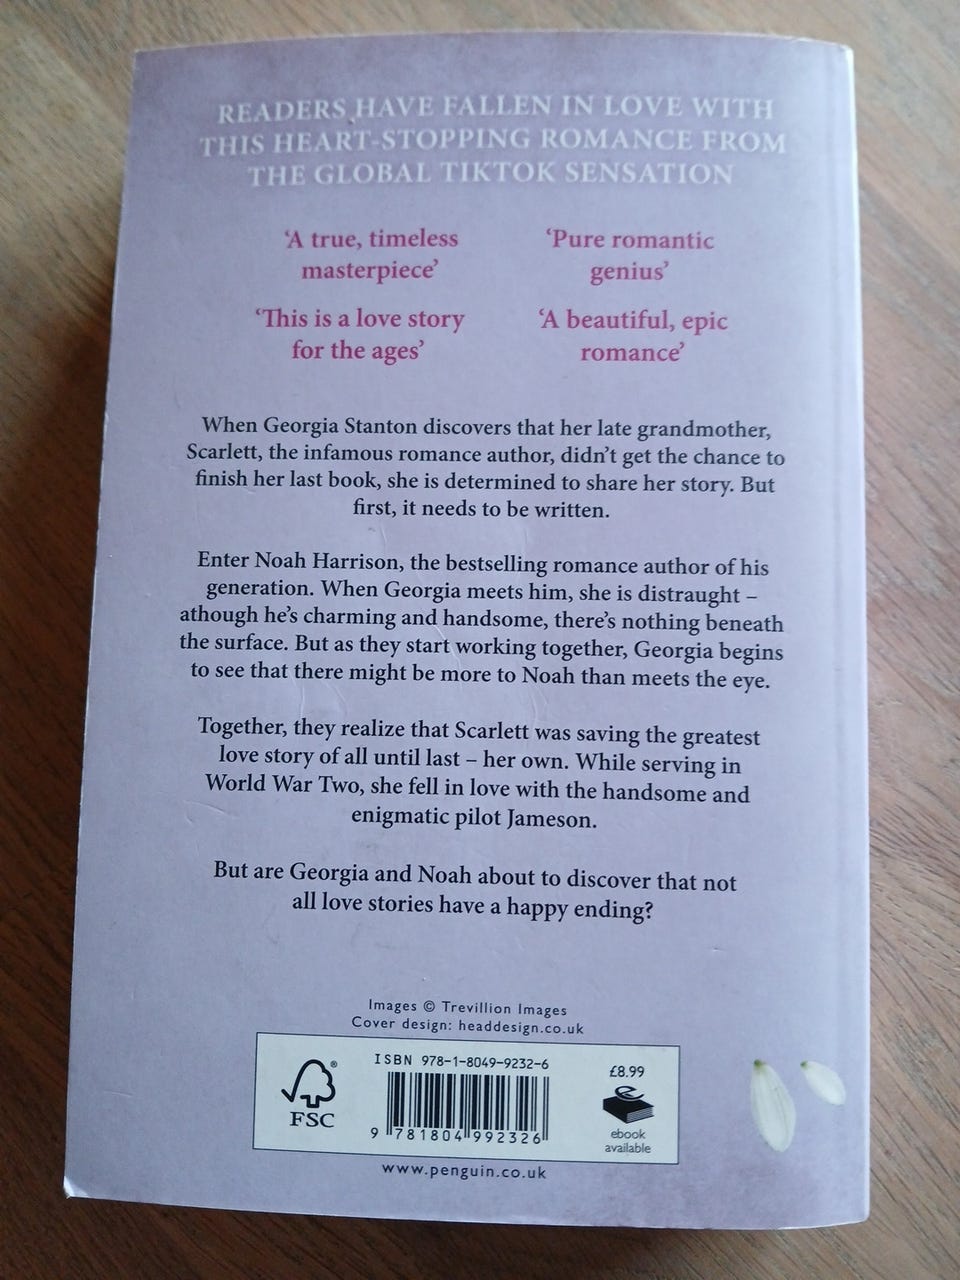 READERS HAVE FALLEN IN LOVE WITH
THIS HEART-STOPPING ROMANCE FROM
THE GLOBAL TIKTOK SENSATION
‘A true, timeless
masterpiece’
‘Pure romantic
genius’
‘This is a love story
for the ages’
‘A beautiful, epic
romance’
When Georgia Stanton discovers that her late grandmother,
Scarlett, the infamous romance author, didn’t get the chance to
finish her last book, she is determined to share her story. But
first, it needs to be written.
Enter Noah Harrison, the bestselling romance author of his
generation. When Georgia meets him, she is distraught –
athough he’s charming and handsome, there’s nothing beneath
the surface. But as they start working together, Georgia begins
to see that there might be more to Noah than meets the eye.
Together, they realize that Scarlett was saving the greatest
love story of all until last – her own. While serving in
World War Two, she fell in love with the handsome and
enigmatic pilot Jameson.
But are Georgia and Noah about to discover that not
all love stories have a happy ending?
Images © Trevillion Images
Cover design: headdesign.co.uk
ISBN 978-1-8049-9232-6
9 781804 992326
®
FSC
£8.99
e
ebook
available
www.penguin.co.uk